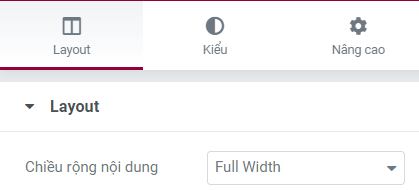 Layout
Kiểu
Nâng cao
Layout
Chiều rộng nội dung
Full Width